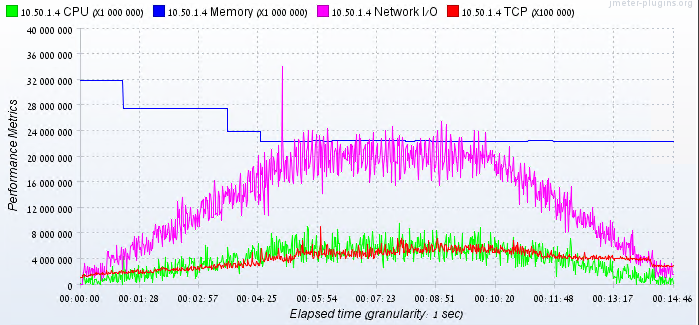 jmeter-plugins.org
10.50.1.4 CPU (X1 000 000) 10.50.1.4 Memory (X1 000 000) 10.50.1.4 Network I/O 10.50.1.4 TCP (X100 000)
40 000 000
36 000 000
32 000 000
28 000 000
24 000 000
20 000 000
16 000 000
12 000 000
8 000 000
4 000 000
0
Performance Metrics
00:00:00 00:01:28 00:02:57 00:04:25 00:05:54 00:07:23 00:08:51 00:10:20 00:11:48 00:13:17 00:14:46
Elapsed time (granularity: 1 sec)